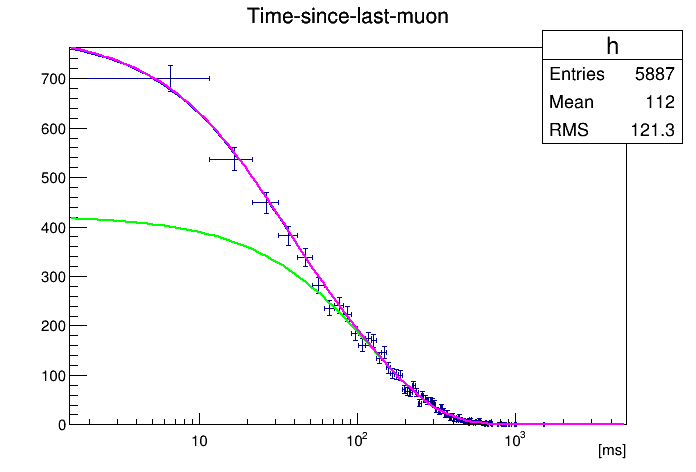 Time-since-last-muon
h
Entries 5887
Mean 112
RMS 121.3
700
600
500
400
300
200
100
0
10 10² 10³
[ms]